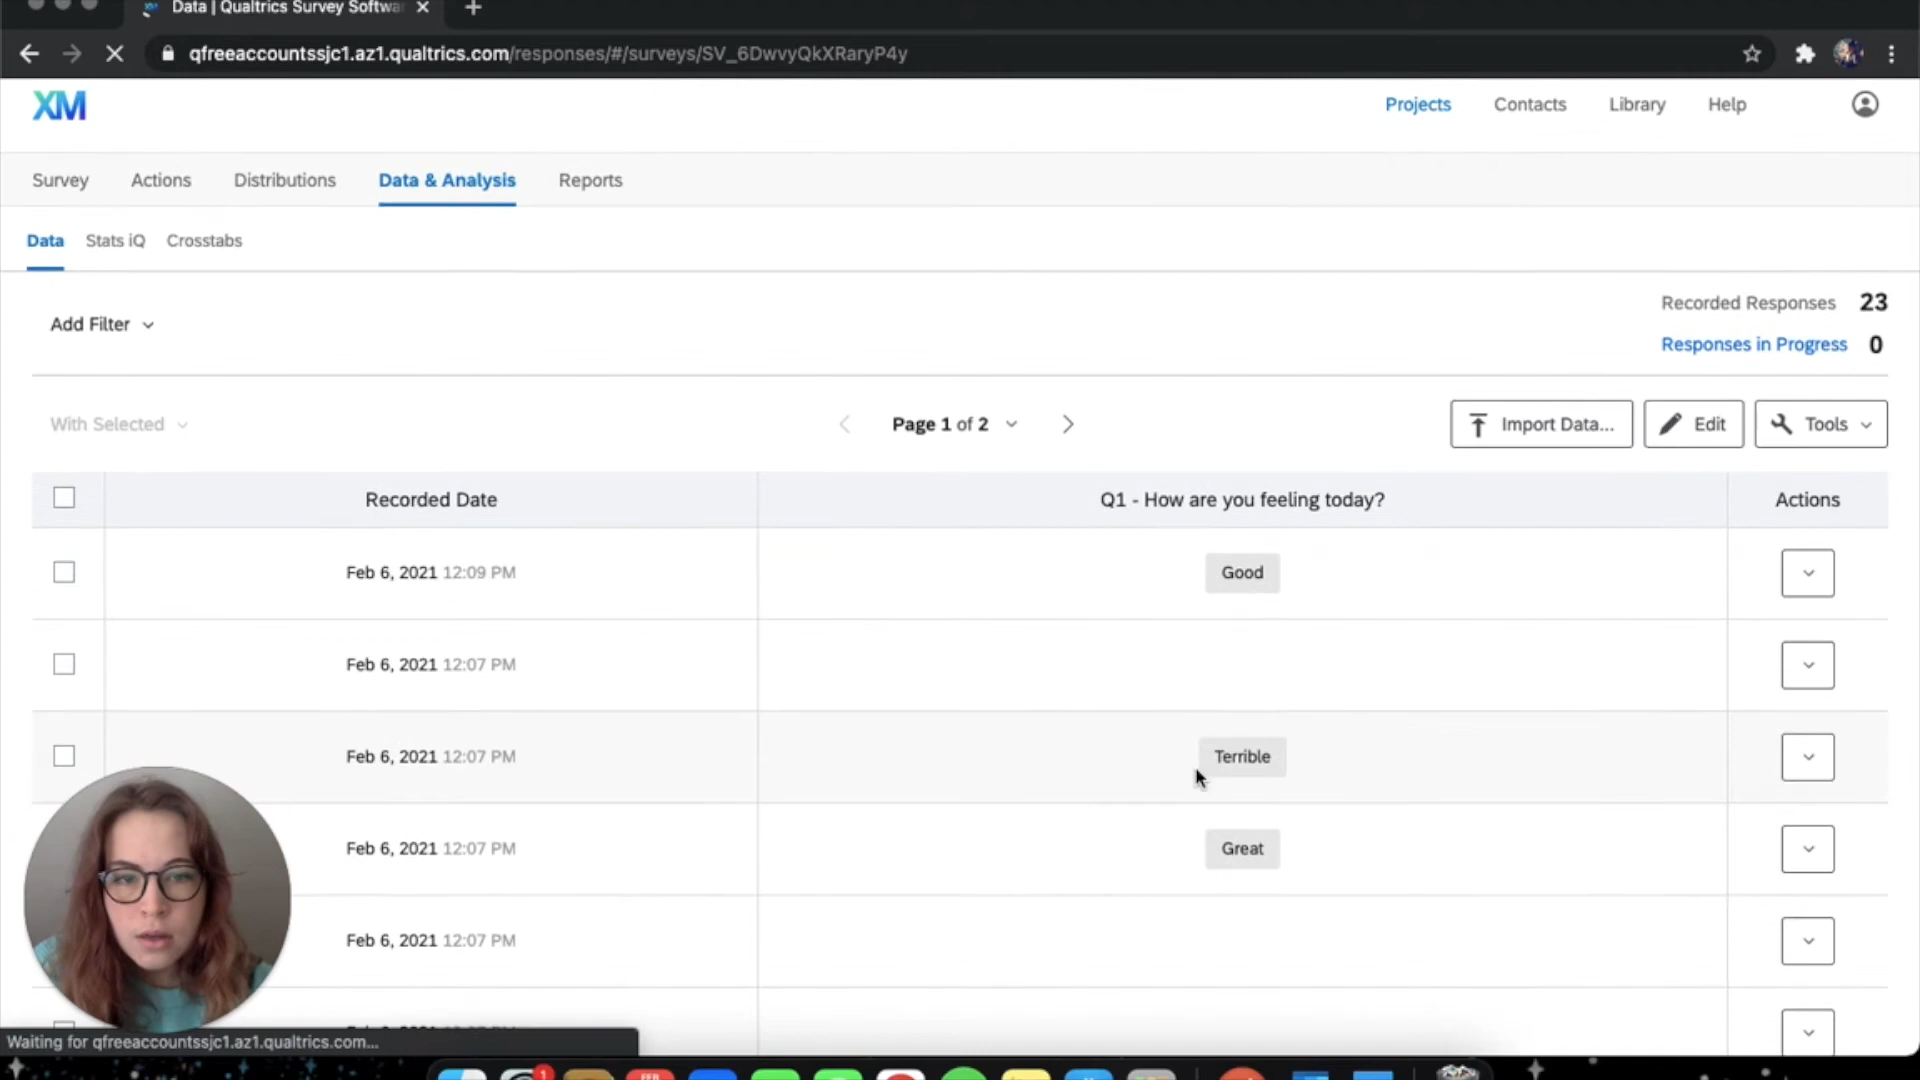 Data | Qualtrics Survey Softwa
qfreeaccountssjc1.az1.qualtrics.com/responses/#/surveys/SV_6DwvyQkXRaryP4y
XM
Projects Contacts Library Help
Survey Actions Distributions Data & Analysis Reports
Data Stats iQ Crosstabs
Add Filter
Recorded Responses 23
Responses in Progress 0
With Selected
Page 1 of 2
Import Data... Edit Tools
Recorded Date Q1 - How are you feeling today? Actions
Feb 6, 2021 12:09 PM Good
Feb 6, 2021 12:07 PM
Feb 6, 2021 12:07 PM Terrible
Feb 6, 2021 12:07 PM Great
Feb 6, 2021 12:07 PM
Waiting for qfreeaccountssjc1.az1.qualtrics.com...
1
FEB